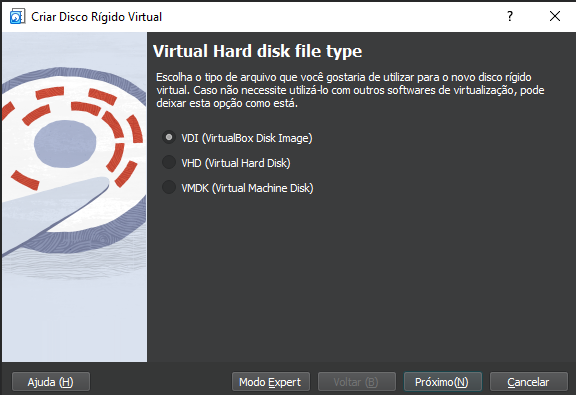 Criar Disco Rígido Virtual
Virtual Hard disk file type
Escolha o tipo de arquivo que você gostaria de utilizar para o novo disco rígido
virtual. Caso não necessite utilizá-lo com outros softwares de virtualização, pode
deixar esta opção como está.
VDI (VirtualBox Disk Image)
VHD (Virtual Hard Disk)
VMDK (Virtual Machine Disk)
Ajuda (H)
Modo Expert
Voltar (B)
Próximo(N)
Cancelar